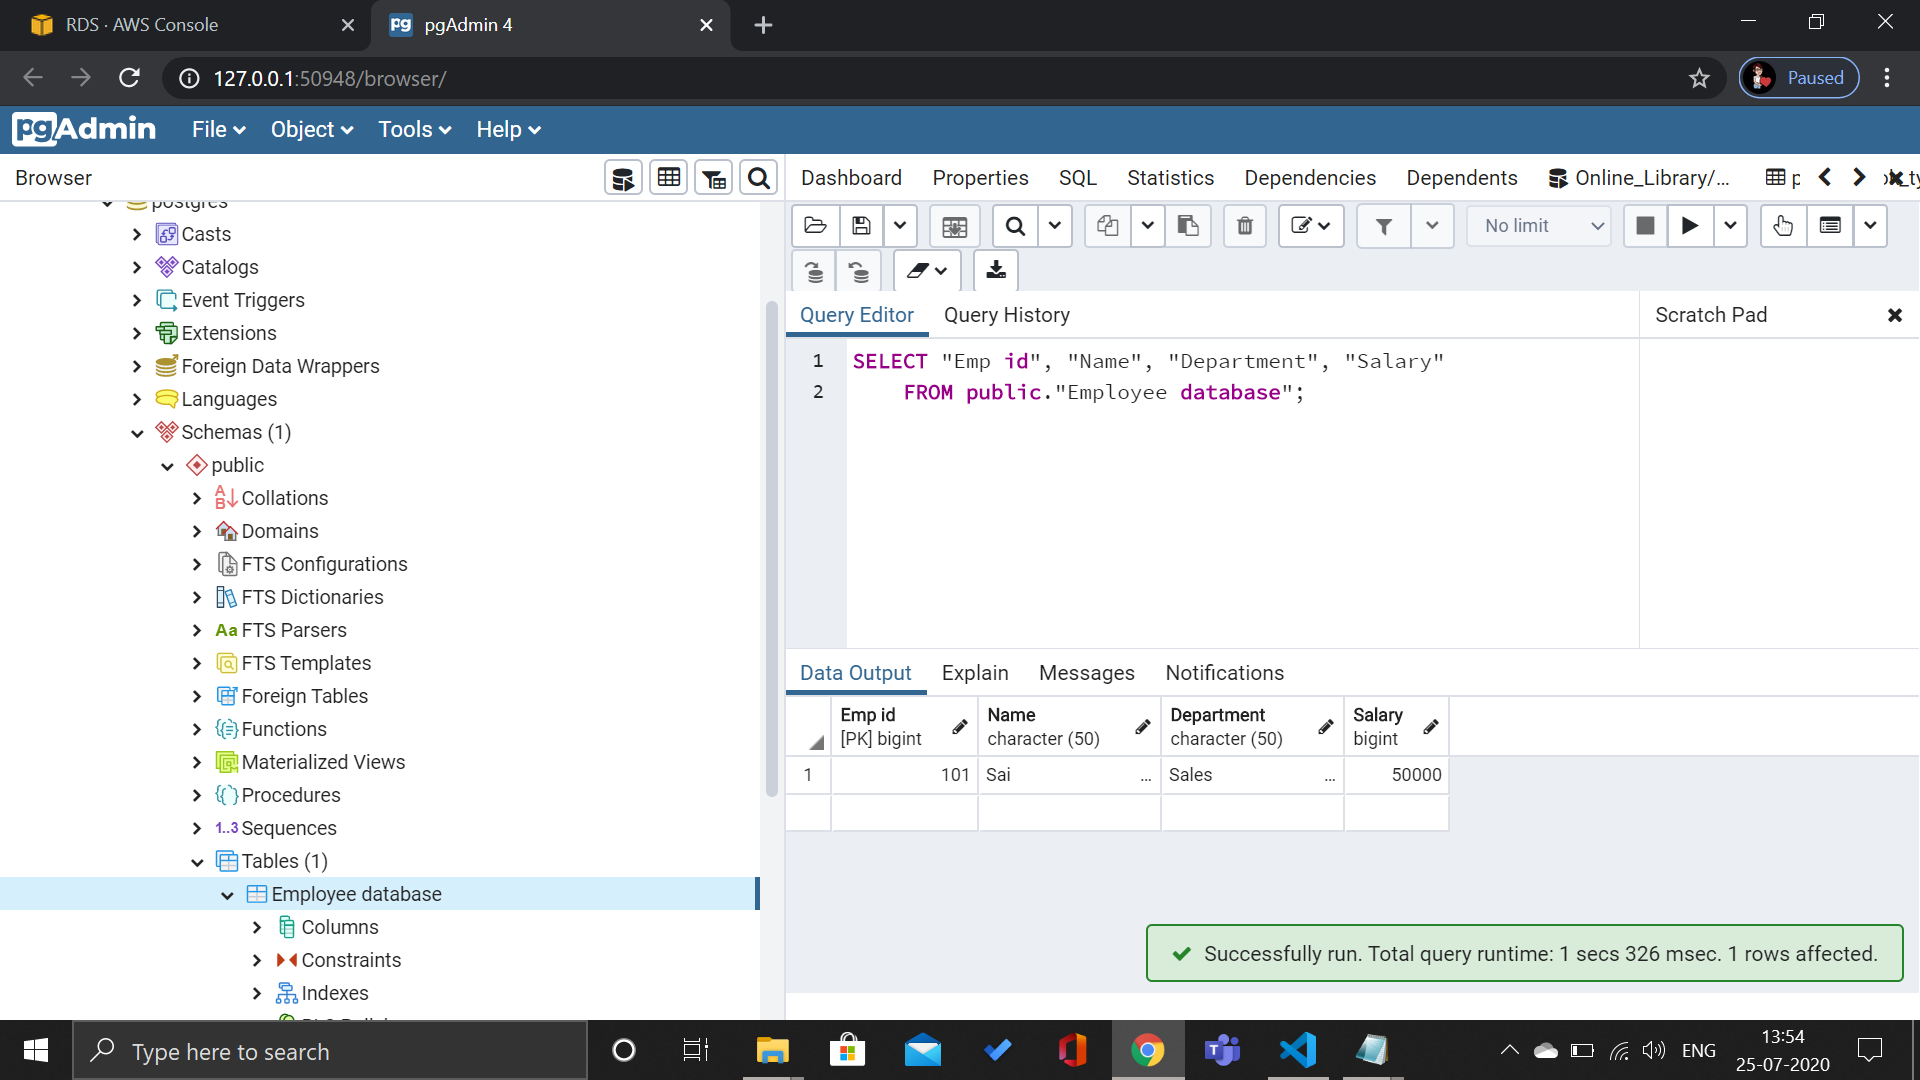 RDS · AWS Console
pgAdmin 4
127.0.0.1:50948/browser/
Paused
pgAdmin
File
Object
Tools
Help
Browser
Dashboard
Properties
SQL
Statistics
Dependencies
Dependents
Online_Library/...
No limit
postgres
Casts
Catalogs
Event Triggers
Extensions
Foreign Data Wrappers
Languages
Schemas (1)
public
Collations
Domains
FTS Configurations
FTS Dictionaries
Aa FTS Parsers
FTS Templates
Foreign Tables
Functions
Materialized Views
Procedures
1..3 Sequences
Tables (1)
Employee database
Columns
Constraints
Indexes
Query Editor
Query History
Scratch Pad
1 SELECT "Emp id", "Name", "Department", "Salary"
2 FROM public."Employee database";
Data Output
Explain
Messages
Notifications
Emp id Name Department Salary
[PK] bigint character (50) character (50) bigint
1 101 Sai ... Sales ... 50000
Successfully run. Total query runtime: 1 secs 326 msec. 1 rows affected.
Type here to search
ENG
13:54
25-07-2020